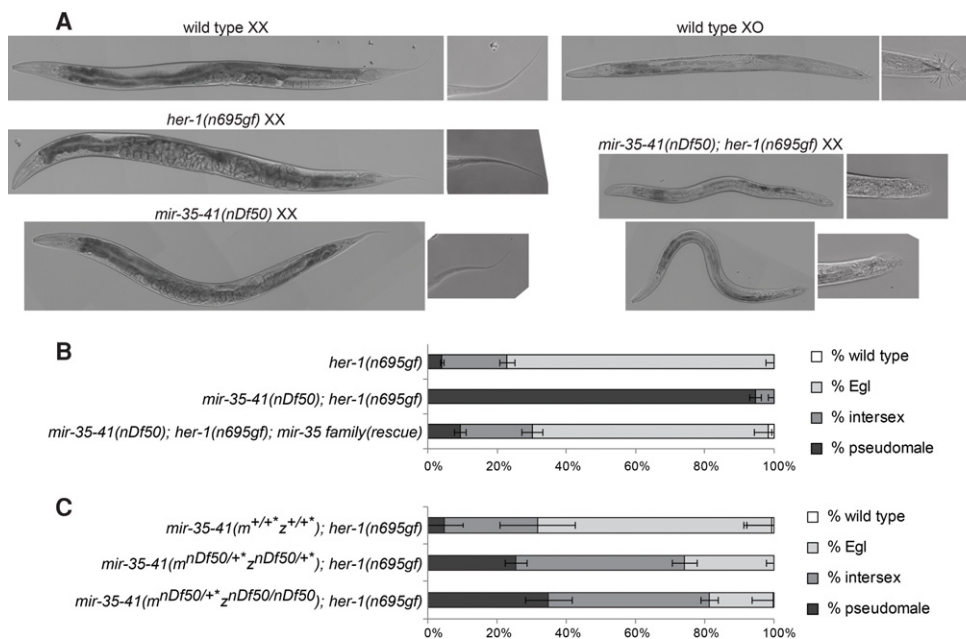 A
wild type XX
wild type XO
her-1(n695gf) XX
mir-35-41(nDf50); her-1(n695gf) XX
mir-35-41(nDf50) XX
B
her-1(n695gf)
mir-35-41(nDf50); her-1(n695gf)
mir-35-41(nDf50); her-1(n695gf); mir-35 family(rescue)
0% 20% 40% 60% 80% 100%
% wild type
% Egl
% intersex
% pseudomale
C
mir-35-41(m+/+*z+/+*); her-1(n695gf)
mir-35-41(mnDf50/+*znDf50/+*); her-1(n695gf)
mir-35-41(mnDf50/+*znDf50/nDf50); her-1(n695gf)
0% 20% 40% 60% 80% 100%
% wild type
% Egl
% intersex
% pseudomale